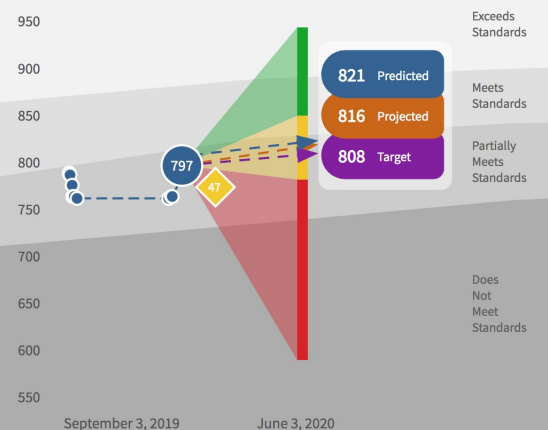 950
900
850
800
750
700
650
600
550
Exceeds
Standards
Meets
Standards
Partially
Meets
Standards
Does
Not
Meet
Standards
821 Predicted
816 Projected
808 Target
797
47
September 3, 2019
June 3, 2020